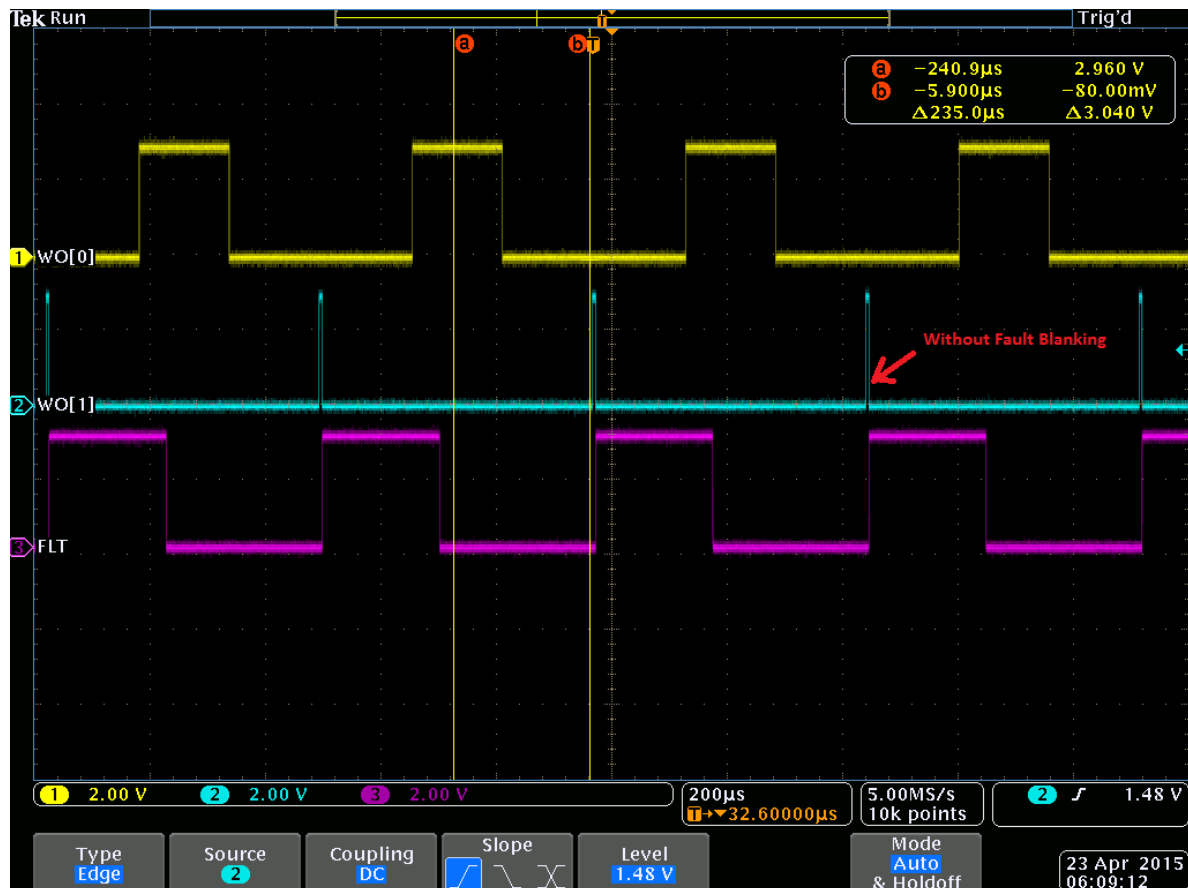 Tek Run
T
Trig'd
a
b T
a −240.9µs 2.960 V
b −5.900µs −80.00mV
Δ235.0µs Δ3.040 V
1 WO[0]
Without Fault Blanking
2 WO[1]
3 FLT
1 2.00 V 2 2.00 V 3 2.00 V
200µs
T→▼32.60000µs
5.00MS/s
10k points
2 1.48 V
Type
Edge
Source
2
Coupling
DC
Slope
Level
1.48 V
Mode
Auto
& Holdoff
23 Apr 2015
06:09:12